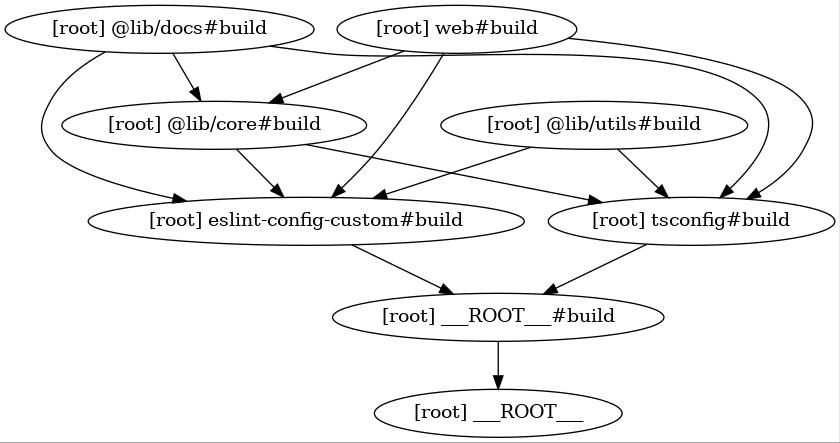 [root] @lib/docs#build
[root] web#build
[root] @lib/core#build
[root] @lib/utils#build
[root] eslint-config-custom#build
[root] tsconfig#build
[root] ___ROOT___#build
[root] ___ROOT___